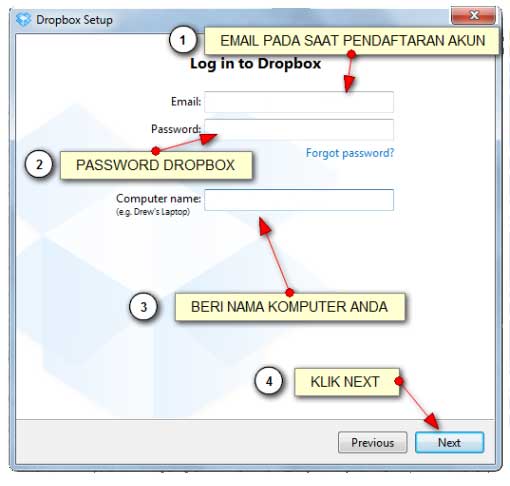 Dropbox Setup
1
EMAIL PADA SAAT PENDAFTARAN AKUN
Log in to Dropbox
Email:
Password:
Forgot password?
2
PASSWORD DROPBOX
Computer name:
(e.g. Drew's Laptop)
3
BERI NAMA KOMPUTER ANDA
4
KLIK NEXT
Previous
Next